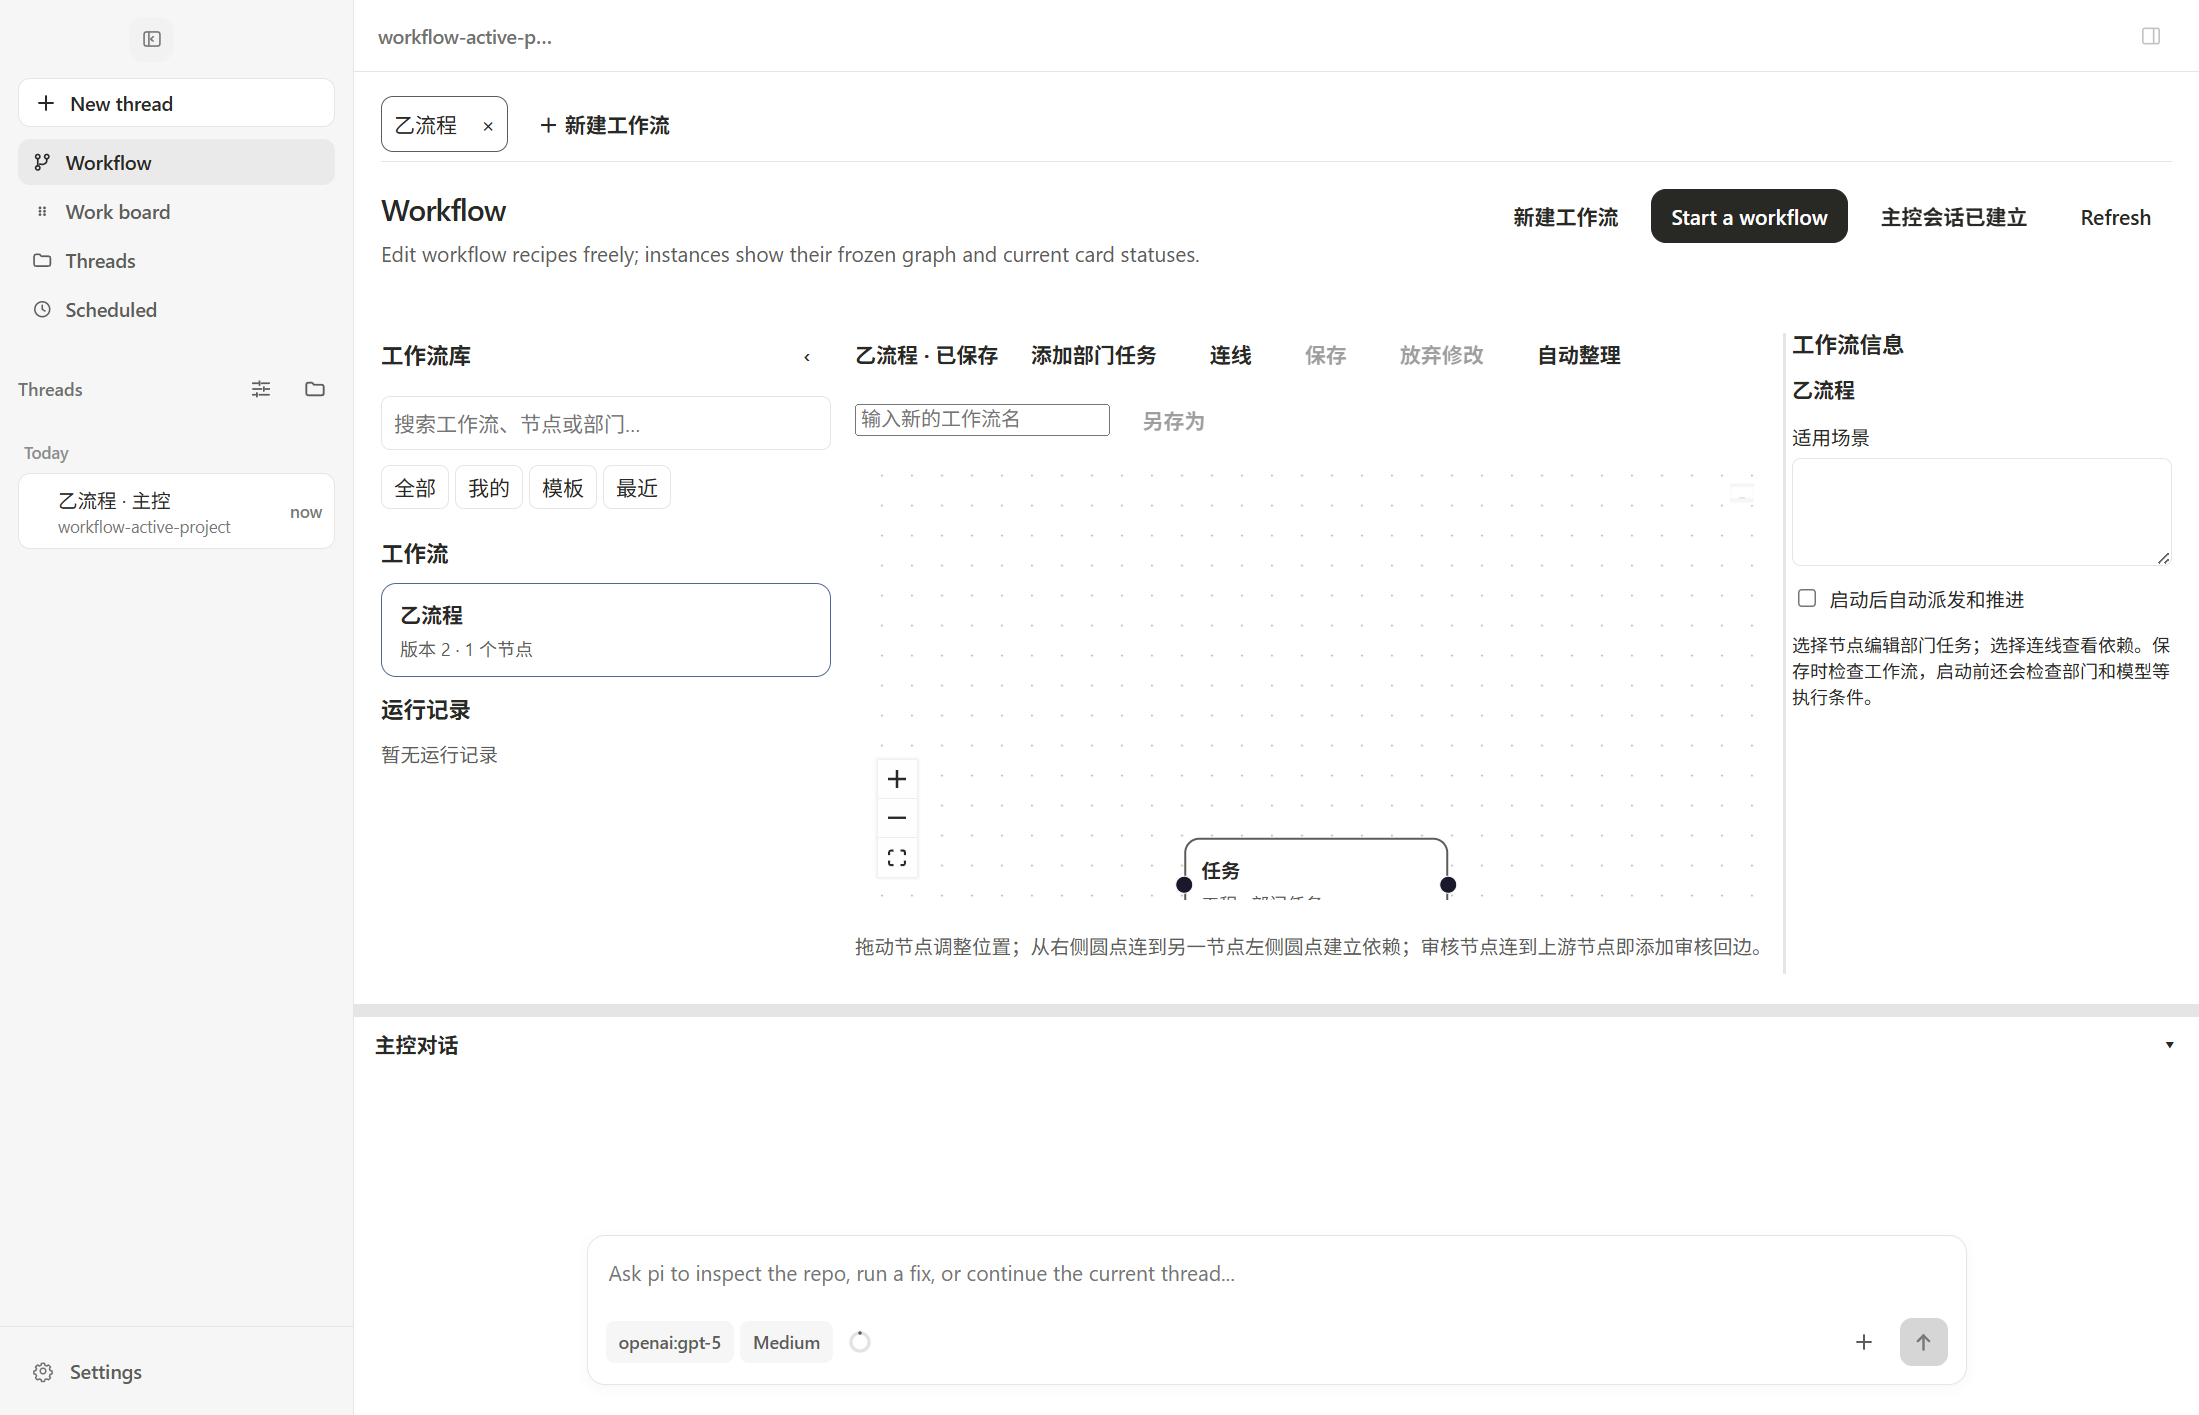 workflow-active-p...
New thread
Workflow
Work board
Threads
Scheduled
Threads
Today
乙流程 · 主控
workflow-active-project
now
Settings
乙流程 ×
新建工作流
Workflow
Edit workflow recipes freely; instances show their frozen graph and current card statuses.
新建工作流
Start a workflow
主控会话已建立
Refresh
工作流库
搜索工作流、节点或部门...
全部
我的
模板
最近
工作流
乙流程
版本 2 · 1 个节点
运行记录
暂无运行记录
乙流程 · 已保存
添加部门任务
连线
保存
放弃修改
自动整理
输入新的工作流名
另存为
任务
拖动节点调整位置；从右侧圆点连到另一节点左侧圆点建立依赖；审核节点连到上游节点即添加审核回边。
工作流信息
乙流程
适用场景
启动后自动派发和推进
选择节点编辑部门任务；选择连线查看依赖。保
存时检查工作流，启动前还会检查部门和模型等
执行条件。
主控对话
Ask pi to inspect the repo, run a fix, or continue the current thread...
openai:gpt-5
Medium